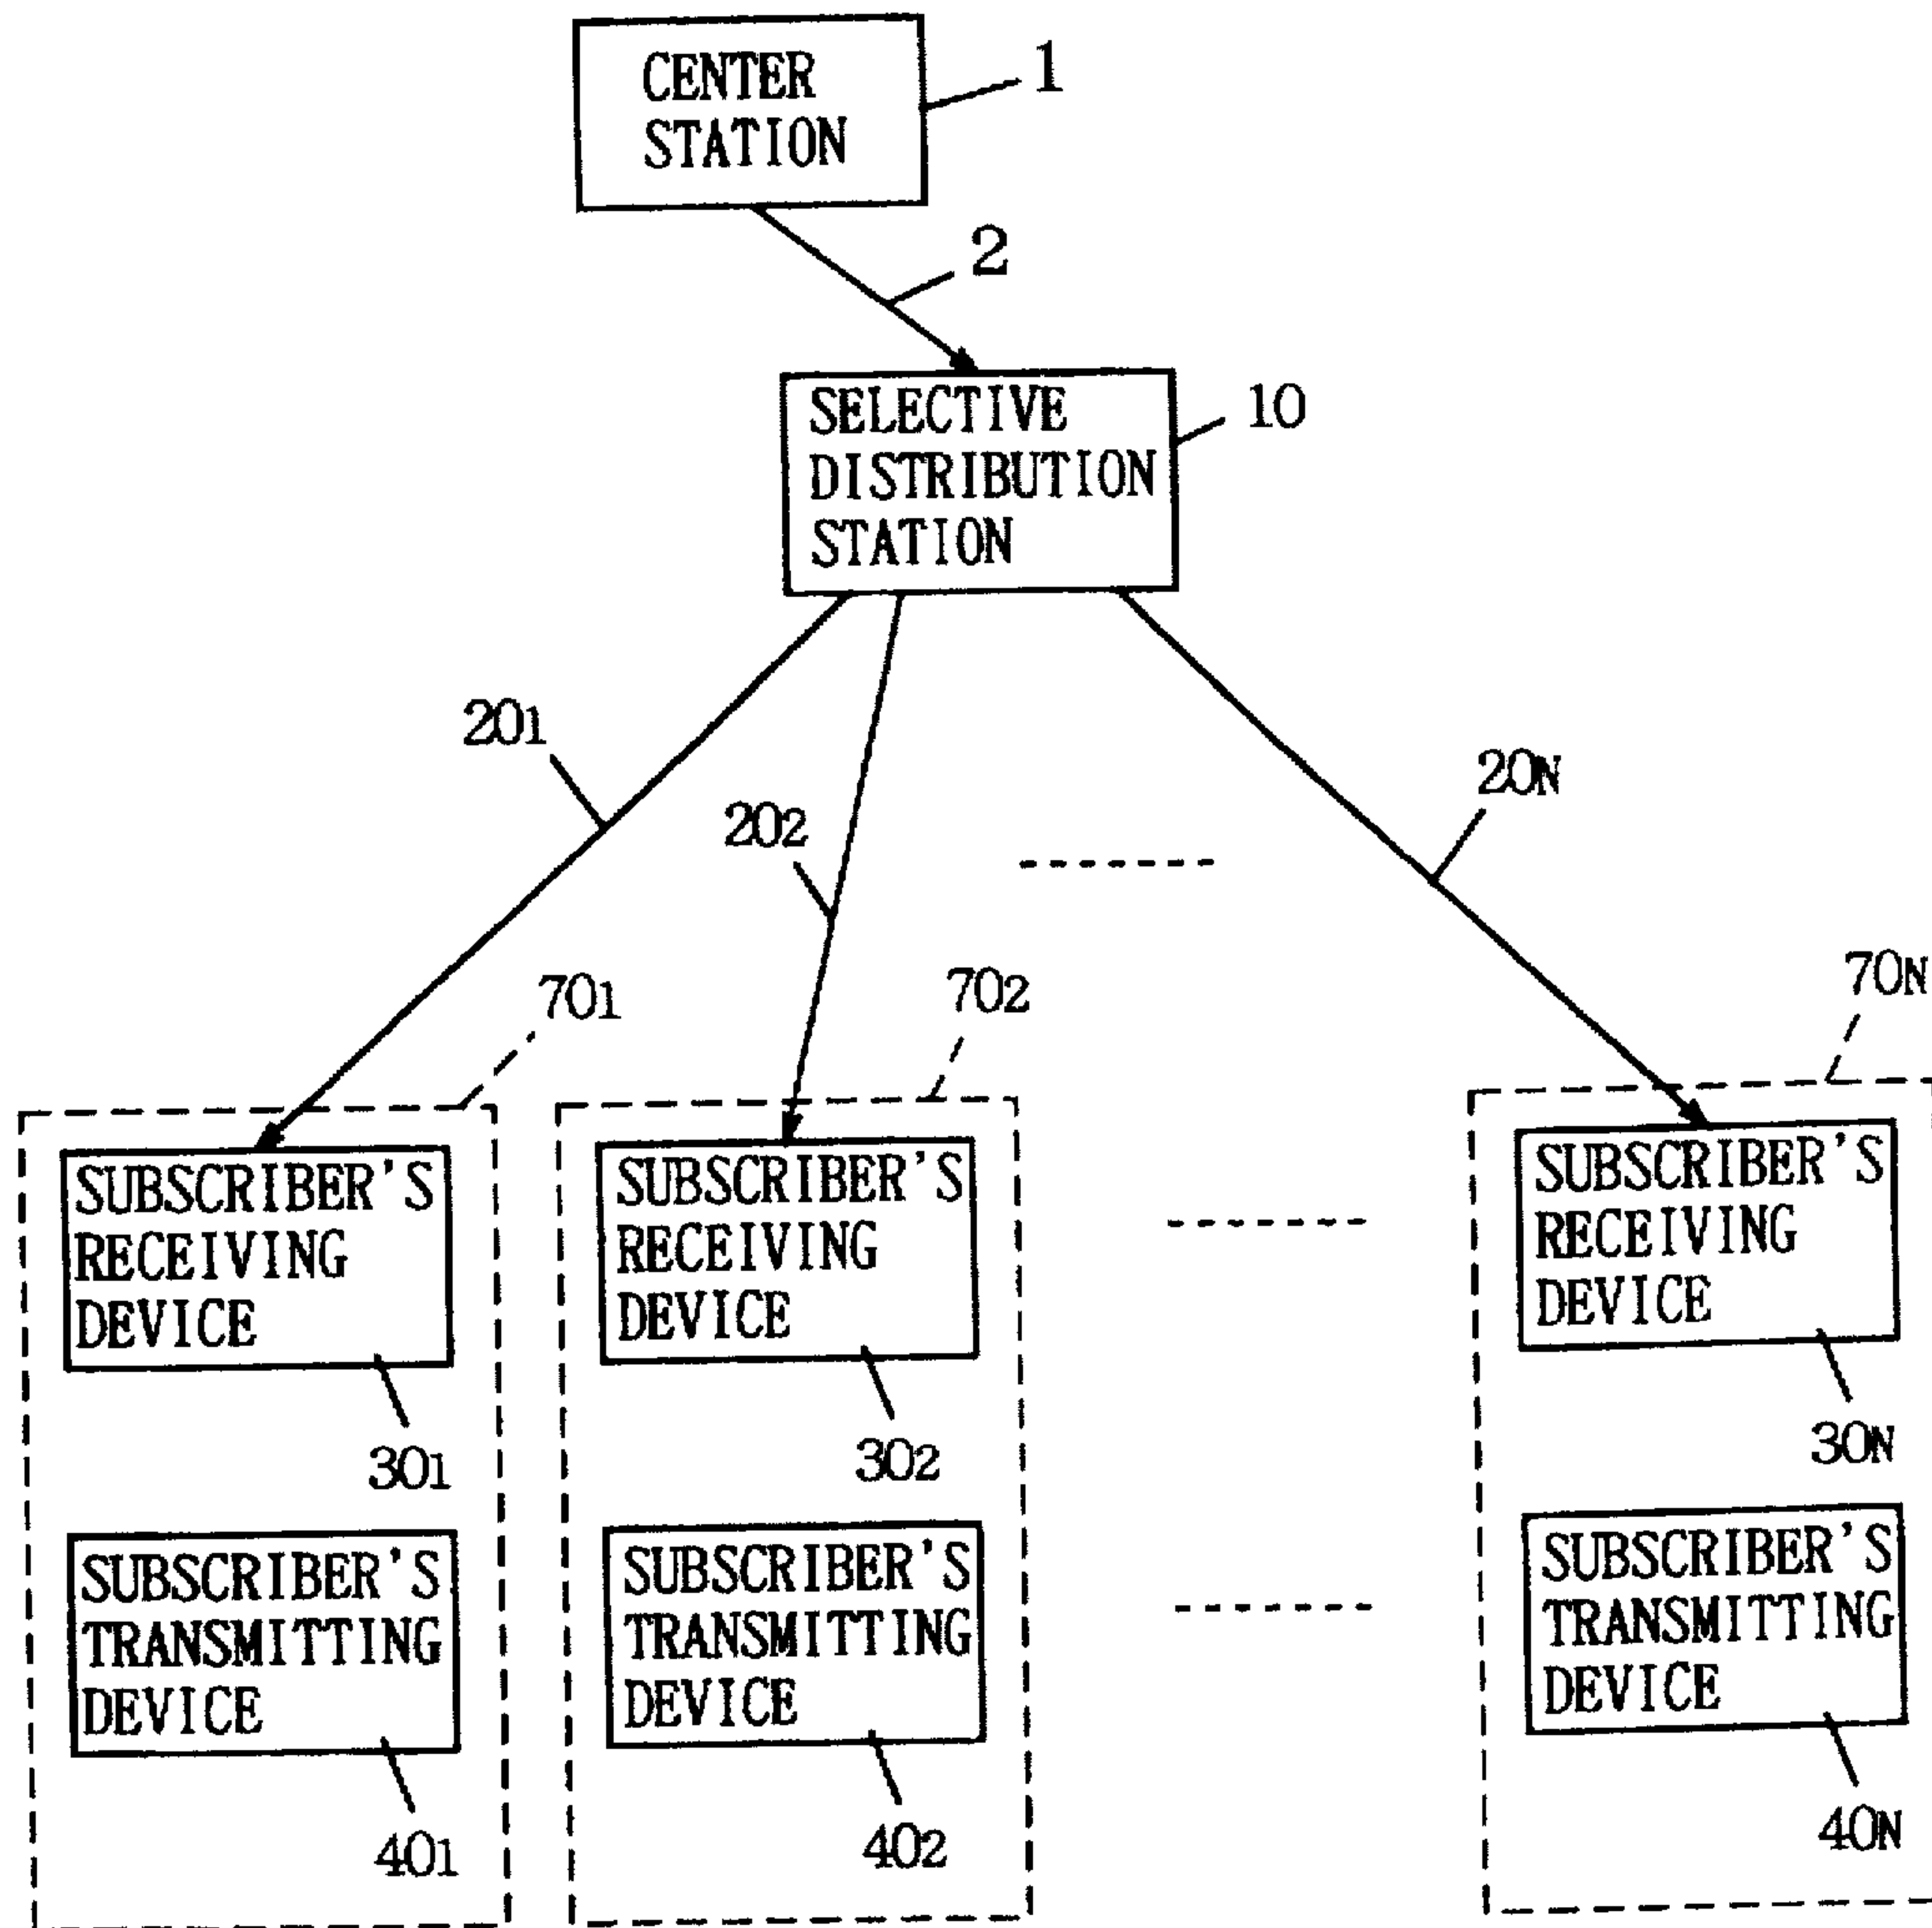 CENTER
STATION
1
2
SELECTIVE
DISTRIBUTION
STATION
10
201
202
20N
701
702
70N
SUBSCRIBER'S
RECEIVING
DEVICE
301
SUBSCRIBER'S
RECEIVING
DEVICE
302
SUBSCRIBER'S
RECEIVING
DEVICE
30N
SUBSCRIBER'S
TRANSMITTING
DEVICE
401
SUBSCRIBER'S
TRANSMITTING
DEVICE
402
SUBSCRIBER'S
TRANSMITTING
DEVICE
40N